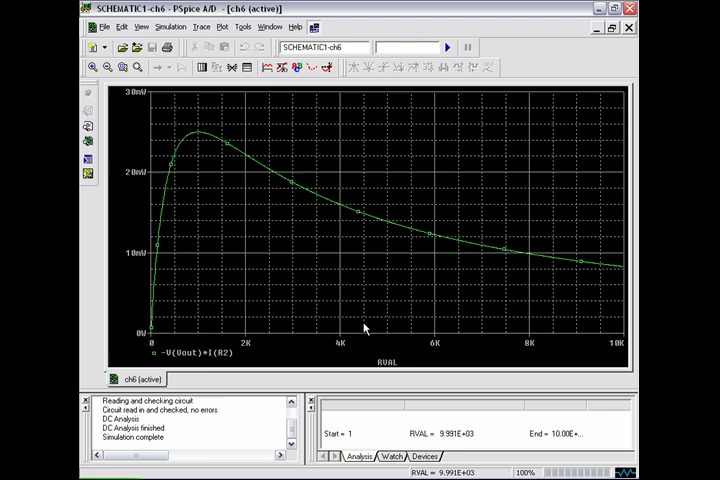 SCHEMATIC1-ch6 - PSpice A/D - [ch6 (active)]
File Edit View Simulation Trace Plot Tools Window Help
SCHEMATIC1-ch6
30mW
20mW
10mW
0W
0 2K 4K 6K 8K 10K
-V(Vout)*I(R2)
RVAL
ch6 (active)
Reading and checking circuit
Circuit read in and checked, no errors
DC Analysis
DC Analysis finished
Simulation complete
Start = 1 RVAL = 9.991E+03 End = 10.00E+...
Analysis Watch Devices
RVAL = 9.991E+03 100%